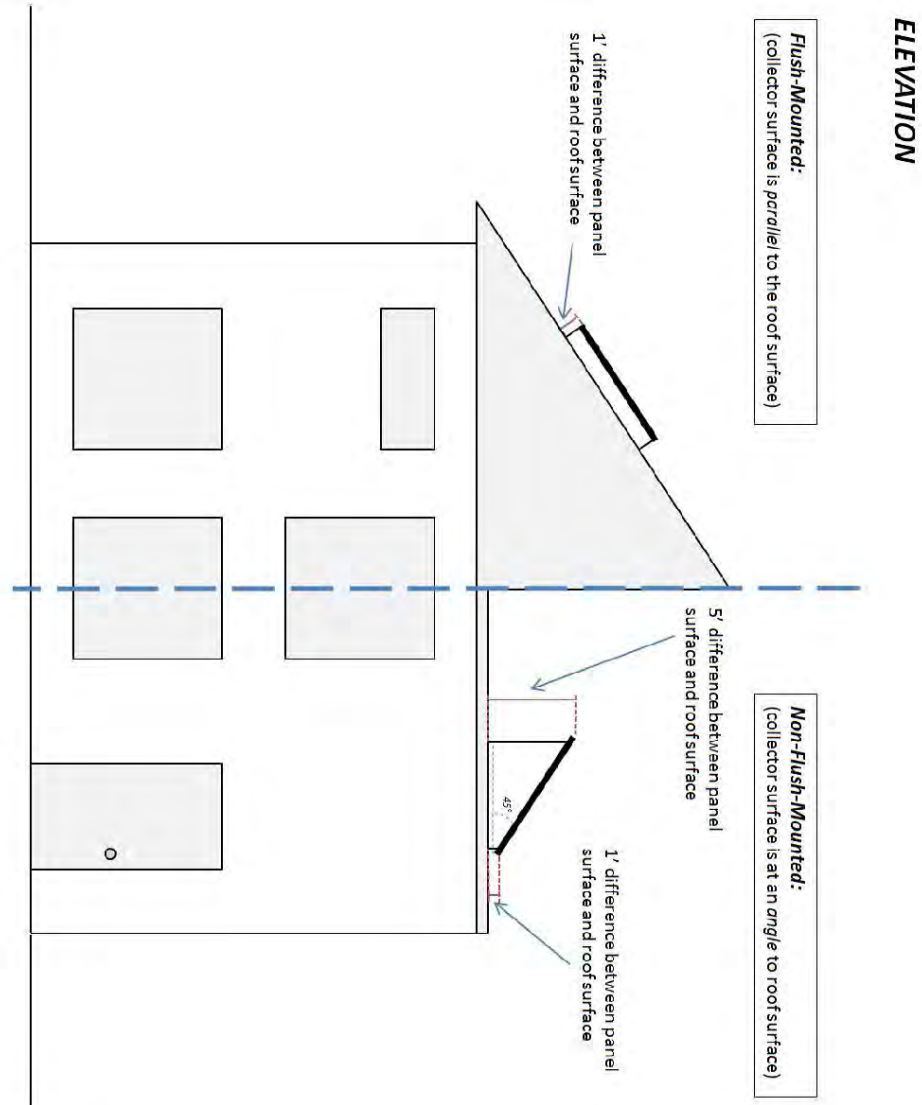 ELEVATION
Flush-Mounted:
(collector surface is parallel to the roof surface)
1' difference between panel
surface and roof surface
Non-Flush-Mounted:
(collector surface is at an angle to roof surface)
5' difference between panel
surface and roof surface
1' difference between panel
surface and roof surface
45°